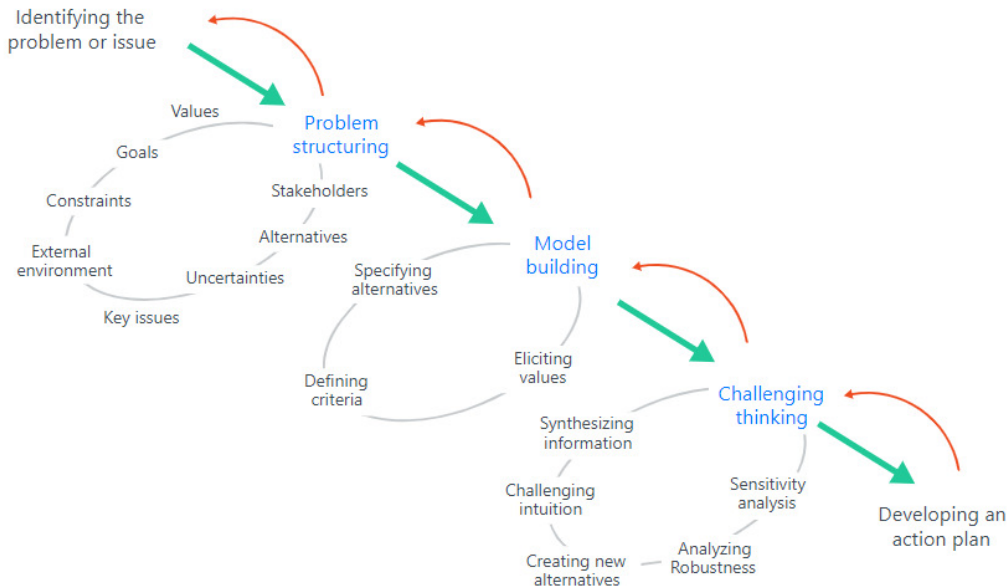 Identifying the
problem or issue
Values
Problem
structuring
Goals
Stakeholders
Constraints
Alternatives
External
environment
Uncertainties
Key issues
Model
building
Specifying
alternatives
Eliciting
values
Defining
criteria
Challenging
thinking
Synthesizing
information
Sensitivity
analysis
Challenging
intuition
Analyzing
Robustness
Creating new
alternatives
Developing an
action plan